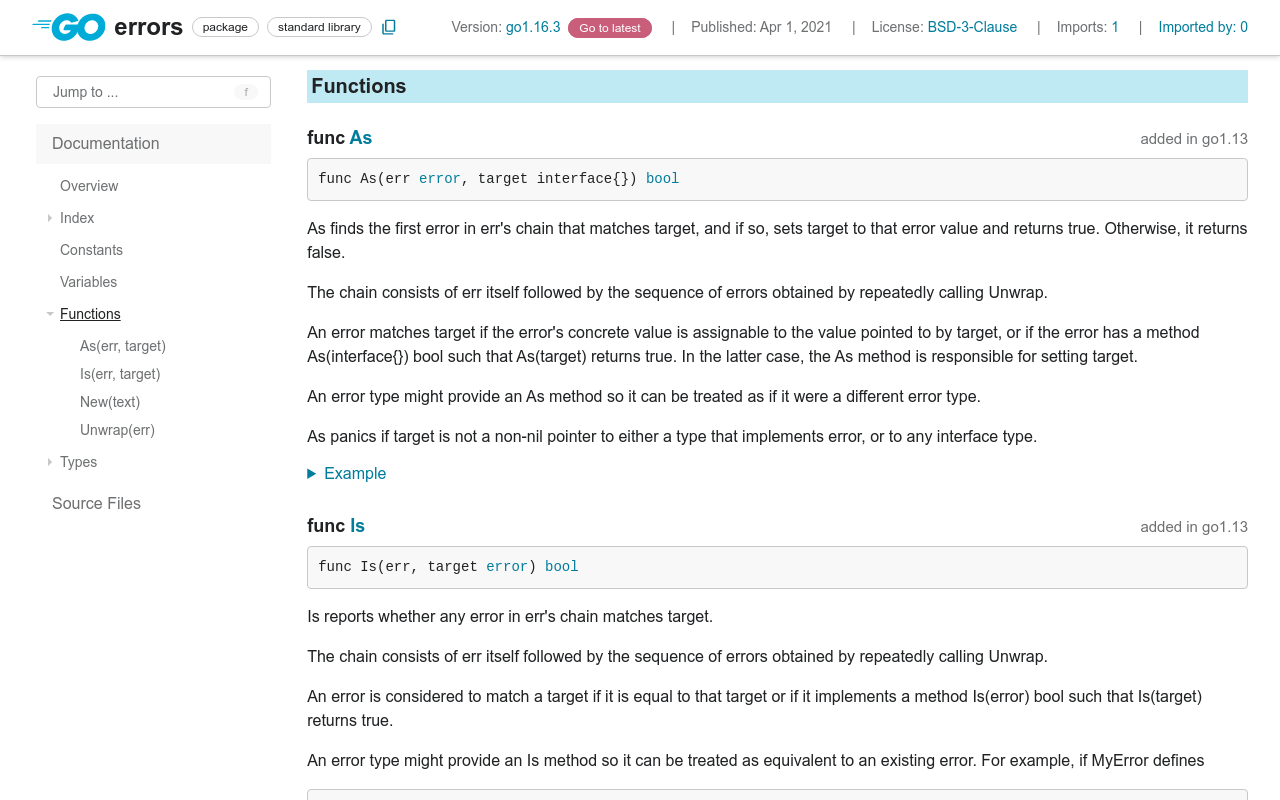 GO errors package standard library Version: go1.16.3 Go to latest | Published: Apr 1, 2021 | License: BSD-3-Clause | Imports: 1 | Imported by: 0
Jump to ... f
Documentation
Overview
Index
Constants
Variables
Functions
As(err, target)
Is(err, target)
New(text)
Unwrap(err)
Types
Source Files
Functions
func As added in go1.13
func As(err error, target interface{}) bool
As finds the first error in err's chain that matches target, and if so, sets target to that error value and returns true. Otherwise, it returns
false.
The chain consists of err itself followed by the sequence of errors obtained by repeatedly calling Unwrap.
An error matches target if the error's concrete value is assignable to the value pointed to by target, or if the error has a method
As(interface{}) bool such that As(target) returns true. In the latter case, the As method is responsible for setting target.
An error type might provide an As method so it can be treated as if it were a different error type.
As panics if target is not a non-nil pointer to either a type that implements error, or to any interface type.
Example
func Is added in go1.13
func Is(err, target error) bool
Is reports whether any error in err's chain matches target.
The chain consists of err itself followed by the sequence of errors obtained by repeatedly calling Unwrap.
An error is considered to match a target if it is equal to that target or if it implements a method Is(error) bool such that Is(target)
returns true.
An error type might provide an Is method so it can be treated as equivalent to an existing error. For example, if MyError defines